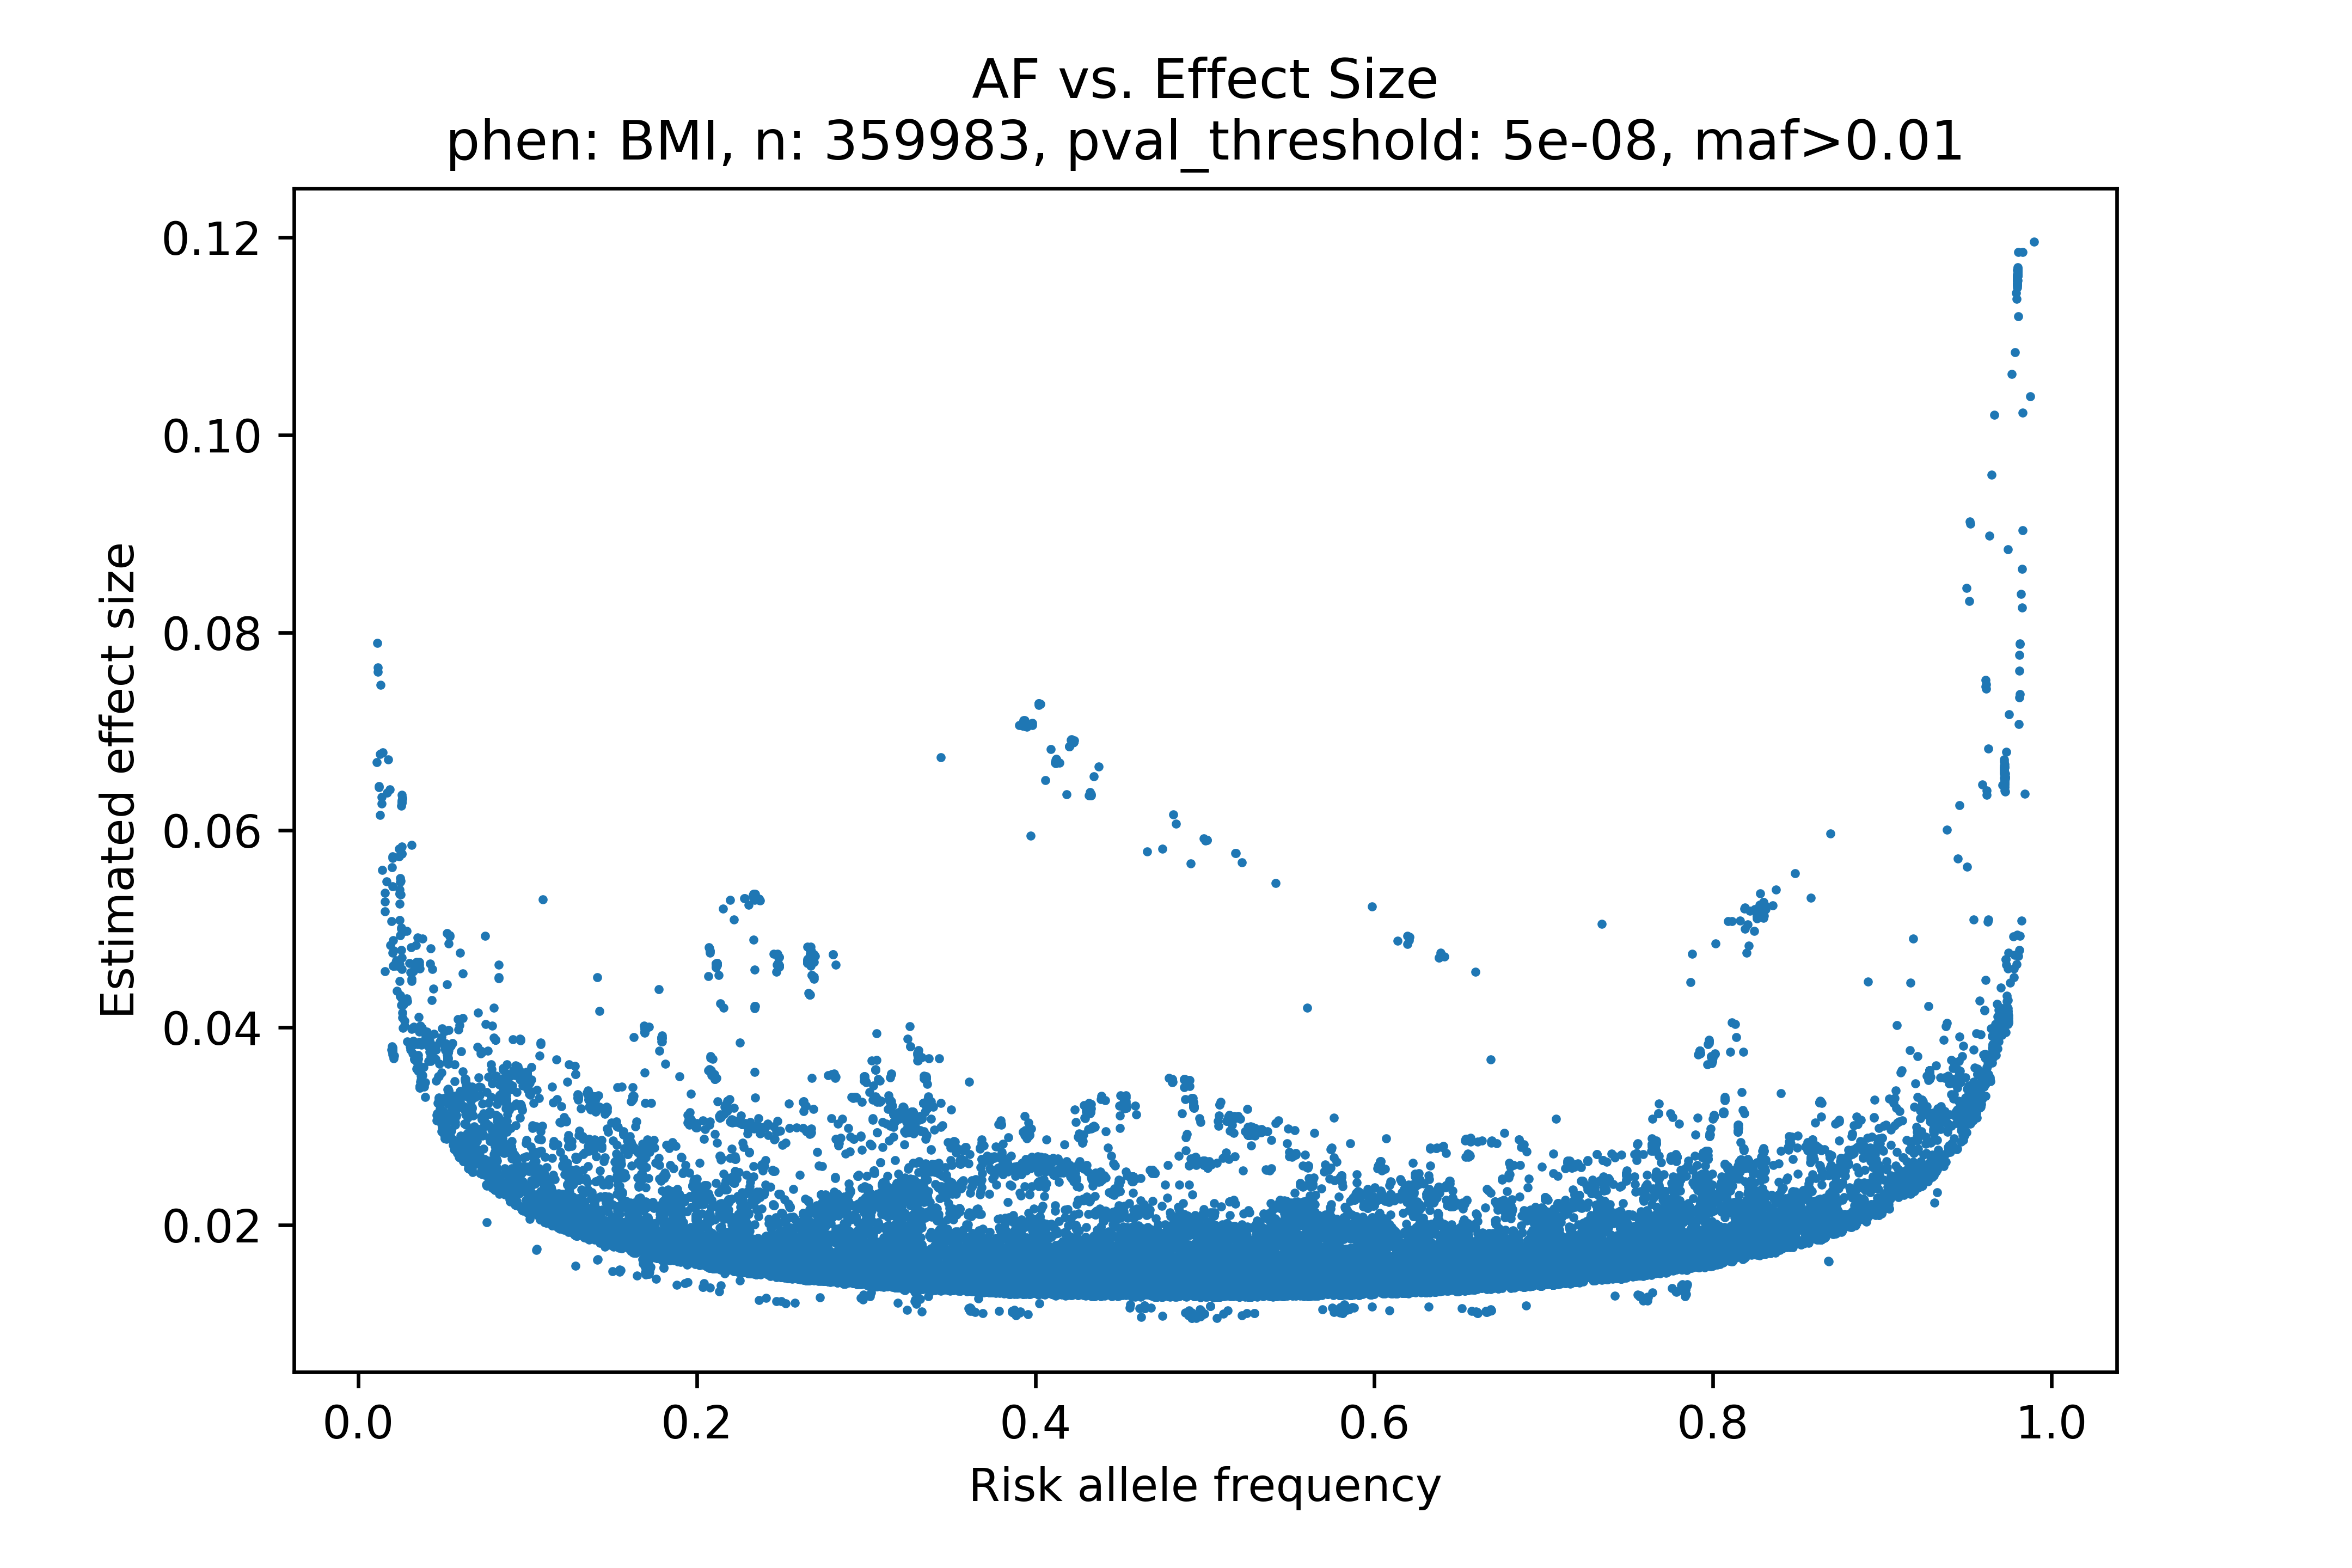 AF vs. Effect Size
phen: BMI, n: 359983, pval_threshold: 5e-08, maf>0.01
Estimated effect size
0.12
0.10
0.08
0.06
0.04
0.02
0.0 0.2 0.4 0.6 0.8 1.0
Risk allele frequency